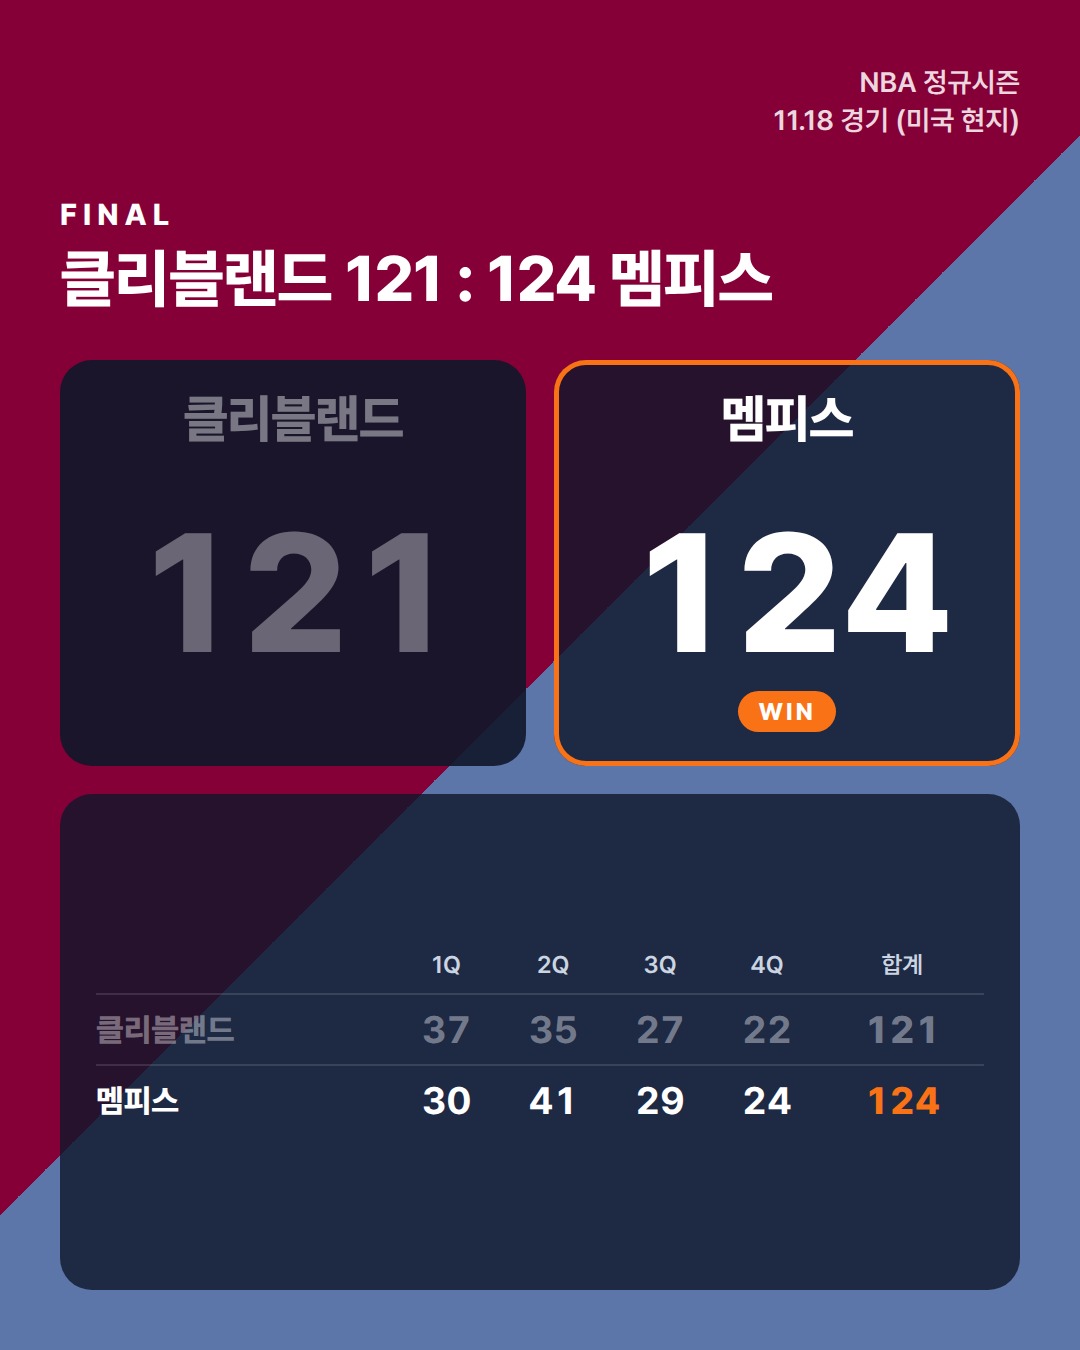 NBA 정규시즌
11.18 경기 (미국 현지)
FINAL
클리블랜드 121 : 124 멤피스
클리블랜드
121
멤피스
124
WIN
1Q 2Q 3Q 4Q 합계
클리블랜드 37 35 27 22 121
멤피스 30 41 29 24 124